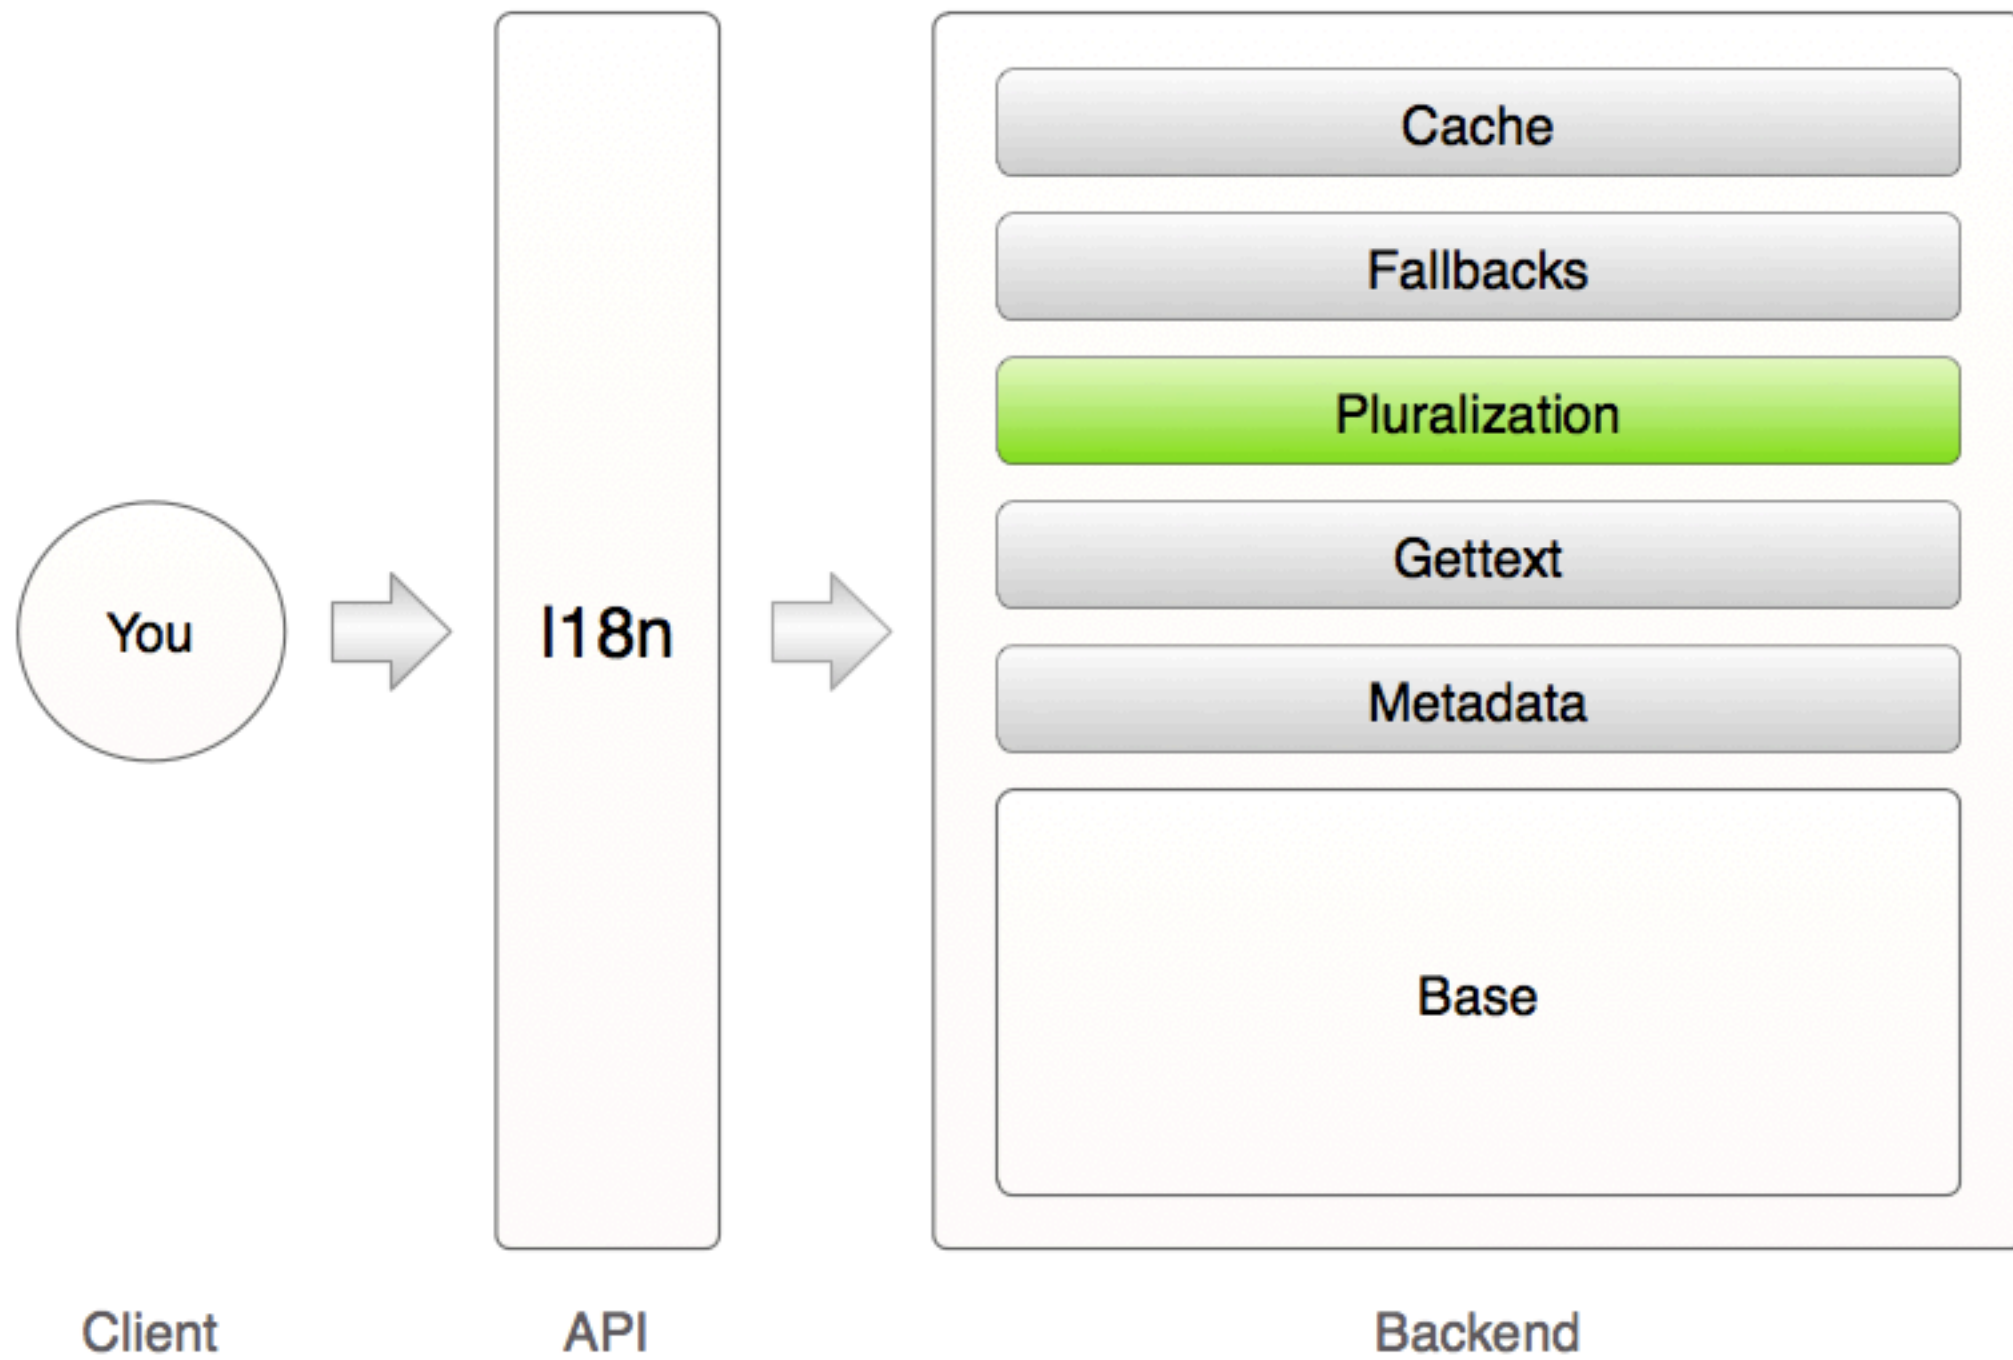 Cache
Fallbacks
Pluralization
Gettext
Metadata
Base
You
I18n
Client
API
Backend